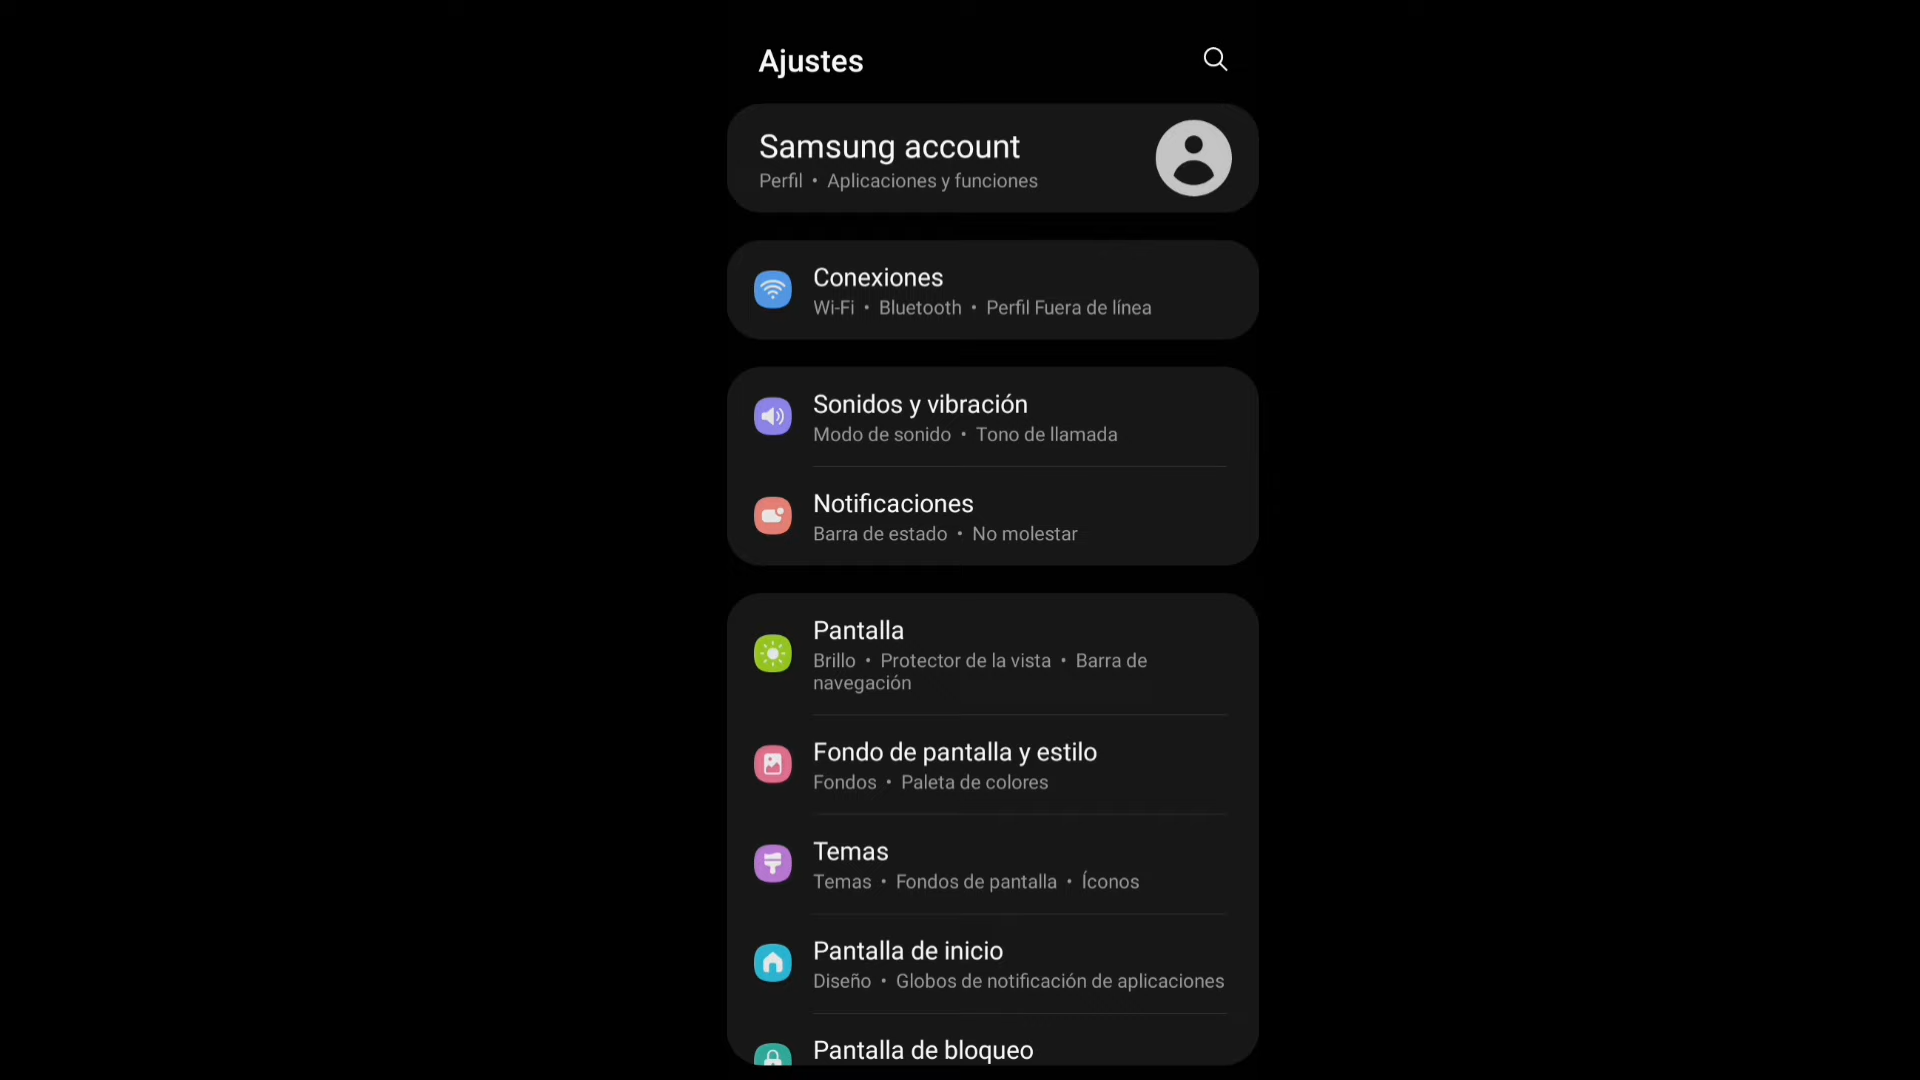 Ajustes
Samsung account
Perfil • Aplicaciones y funciones
Conexiones
Wi-Fi • Bluetooth • Perfil Fuera de línea
Sonidos y vibración
Modo de sonido • Tono de llamada
Notificaciones
Barra de estado • No molestar
Pantalla
Brillo • Protector de la vista • Barra de
navegación
Fondo de pantalla y estilo
Fondos • Paleta de colores
Temas
Temas • Fondos de pantalla • Íconos
Pantalla de inicio
Diseño • Globos de notificación de aplicaciones
Pantalla de bloqueo